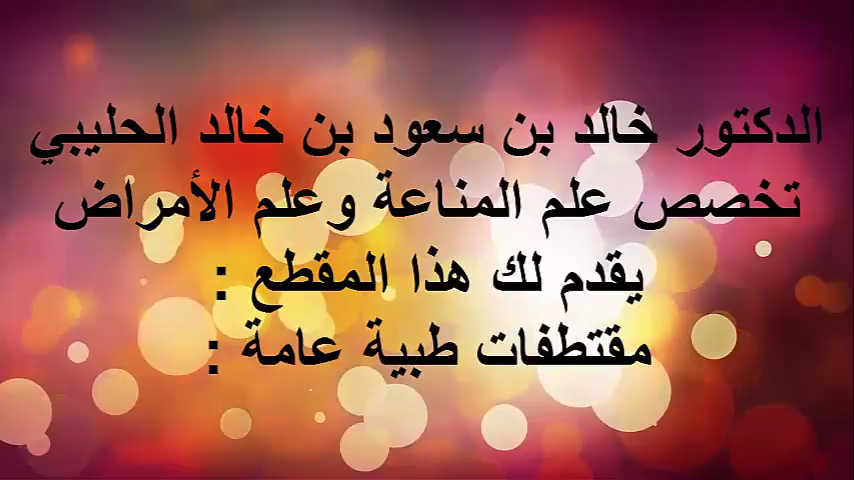 الدكتور خالد بن سعود بن خالد الحليبي
تخصص علم المناعة وعلم الأمراض
يقدم لك هذا المقطع :
مقتطفات طبية عامة :